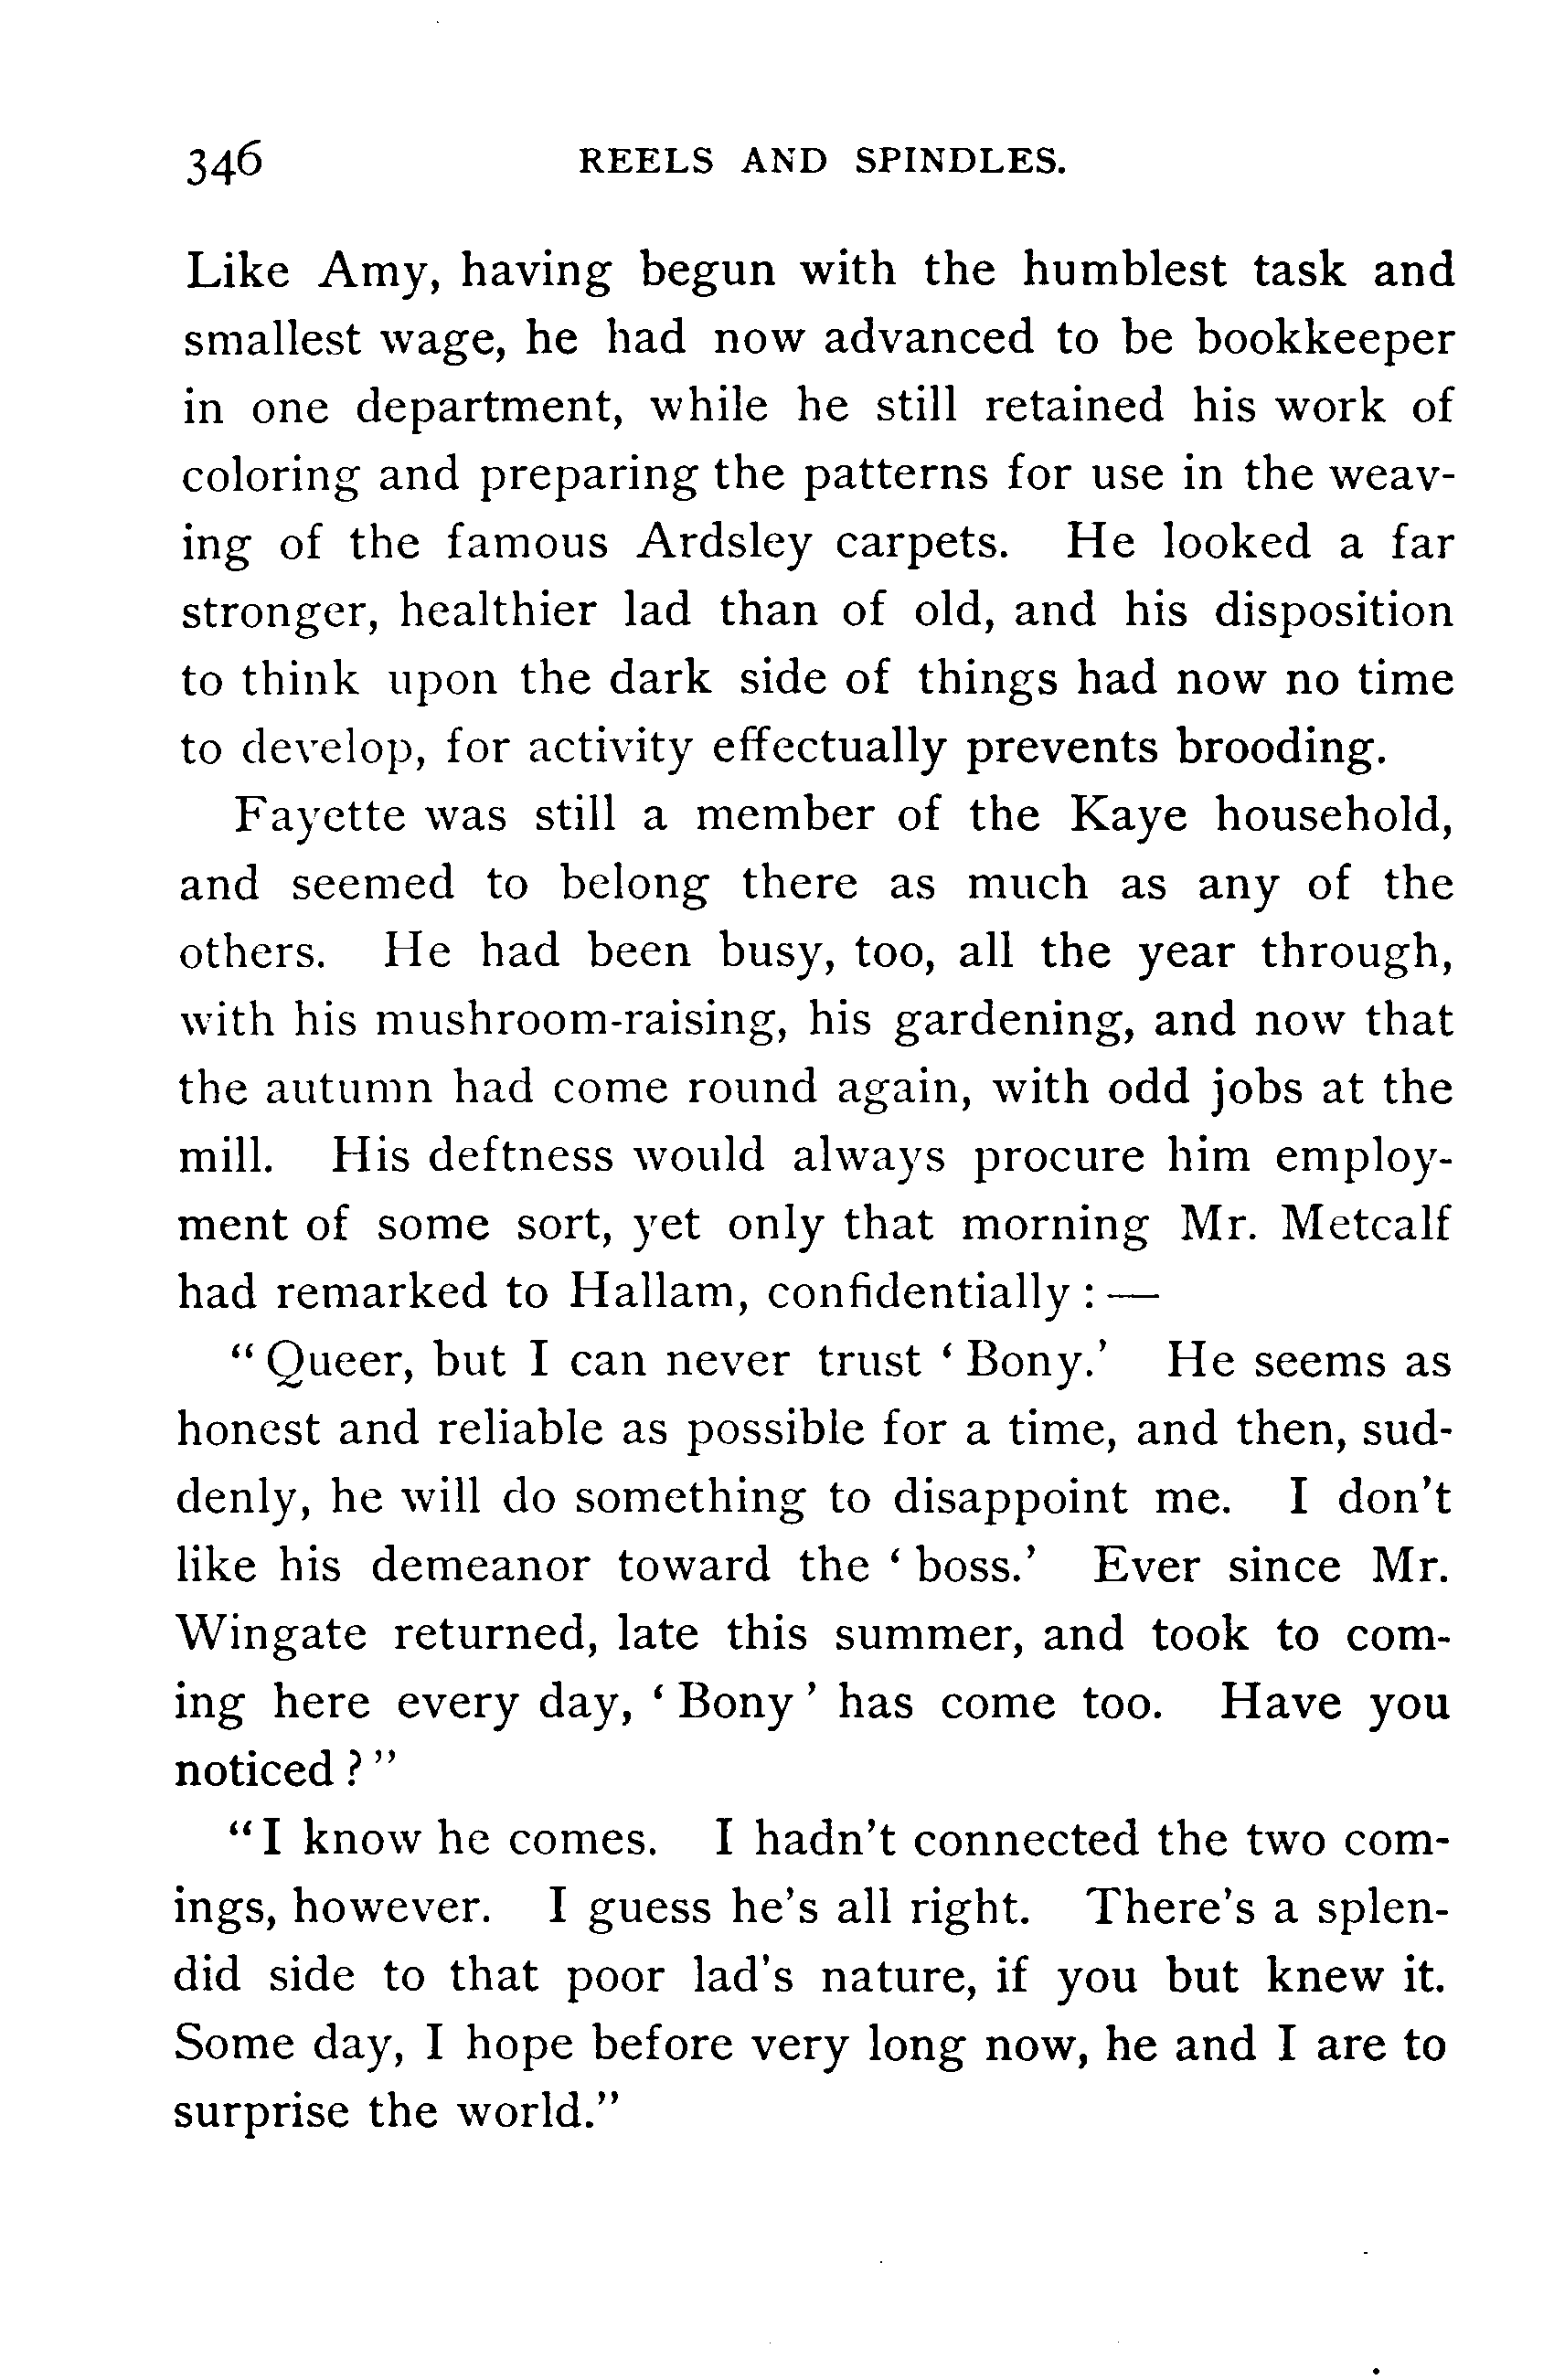 346 REELS AND SPINDLES.
Like Amy, having begun with the humblest task and
smallest wage, he had now advanced to be bookkeeper
in one department, while he still retained his work of
coloring and preparing the patterns for use in the weav-
ing of the famous Ardsley carpets. He looked a far
stronger, healthier lad than of old, and his disposition
to think upon the dark side of things had now no time
to develop, for activity effectually prevents brooding.
Fayette was still a member of the Kaye household,
and seemed to belong there as much as any of the
others. He had been busy, too, all the year through,
with his mushroom-raising, his gardening, and now that
the autumn had come round again, with odd jobs at the
mill. His deftness would always procure him employ-
ment of some sort, yet only that morning Mr. Metcalf
had remarked to Hallam, confidentially : —
“ Queer, but I can never trust ‘ Bony.’ He seems as
honest and reliable as possible for a time, and then, sud-
denly, he will do something to disappoint me. I don’t
like his demeanor toward the ‘ boss.’ Ever since Mr.
Wingate returned, late this summer, and took to com-
ing here every day, ‘ Bony ’ has come too. Have you
noticed ? ”
“ I know he comes. I hadn’t connected the two com-
ings, however. I guess he’s all right. There’s a splen-
did side to that poor lad’s nature, if you but knew it.
Some day, I hope before very long now, he and I are to
surprise the world.”